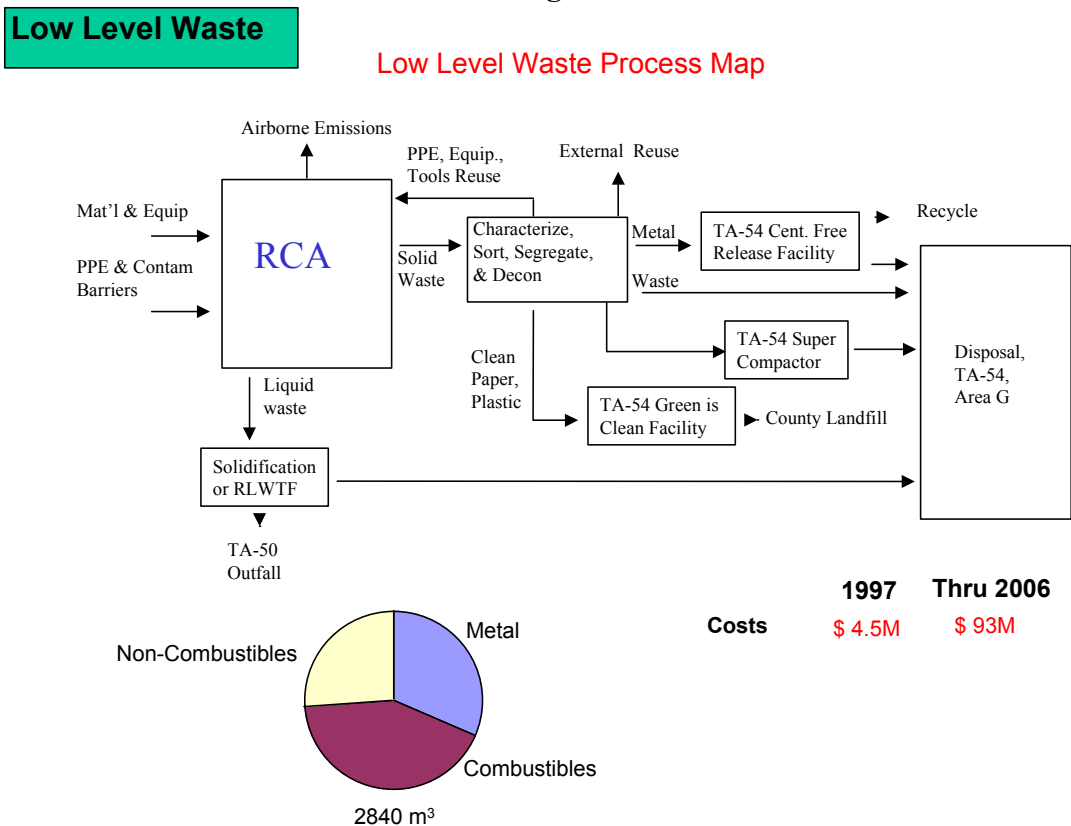 Low Level Waste
Low Level Waste Process Map
Airborne Emissions
PPE, Equip.,
Tools Reuse
External Reuse
Mat'l & Equip
PPE & Contam
Barriers
RCA
Solid
Waste
Characterize,
Sort, Segregate,
& Decon
Metal
Waste
TA-54 Cent. Free
Release Facility
Recycle
TA-54 Super
Compactor
Disposal,
TA-54,
Area G
Clean
Paper,
Plastic
TA-54 Green is
Clean Facility
County Landfill
Liquid
waste
Solidification
or RLWTF
TA-50
Outfall
1997 Thru 2006
Costs $ 4.5M $ 93M
Metal
Non-Combustibles
Combustibles
2840 m³